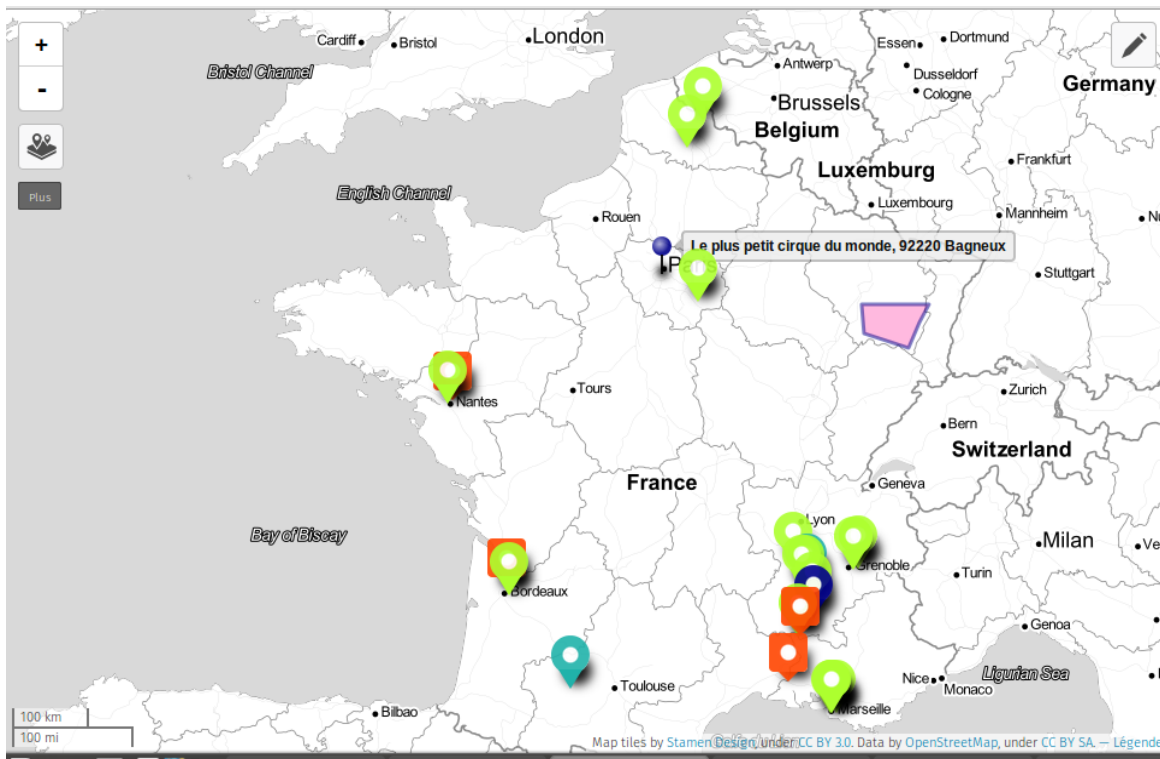 +
-
Plus
London
Cardiff
Bristol
Bristol Channel
Essen
Dortmund
Antwerp
Dusseldorf
Cologne
Brussels
Germany
Belgium
Frankfurt
Luxemburg
English Channel
Luxembourg
Rouen
Mannheim
Le plus petit cirque du monde, 92220 Bagneux
Paris
Stuttgart
Tours
Nantes
Zurich
Bern
Switzerland
France
Geneva
Lyon
Bay of Biscay
Milan
Grenoble
Turin
Bordeaux
Genoa
Toulouse
Nice
Monaco
Ligurian Sea
Marseille
Bilbao
100 km
100 mi
Map tiles by Stamen Design, under CC BY 3.0. Data by OpenStreetMap, under CC BY SA. — Légende